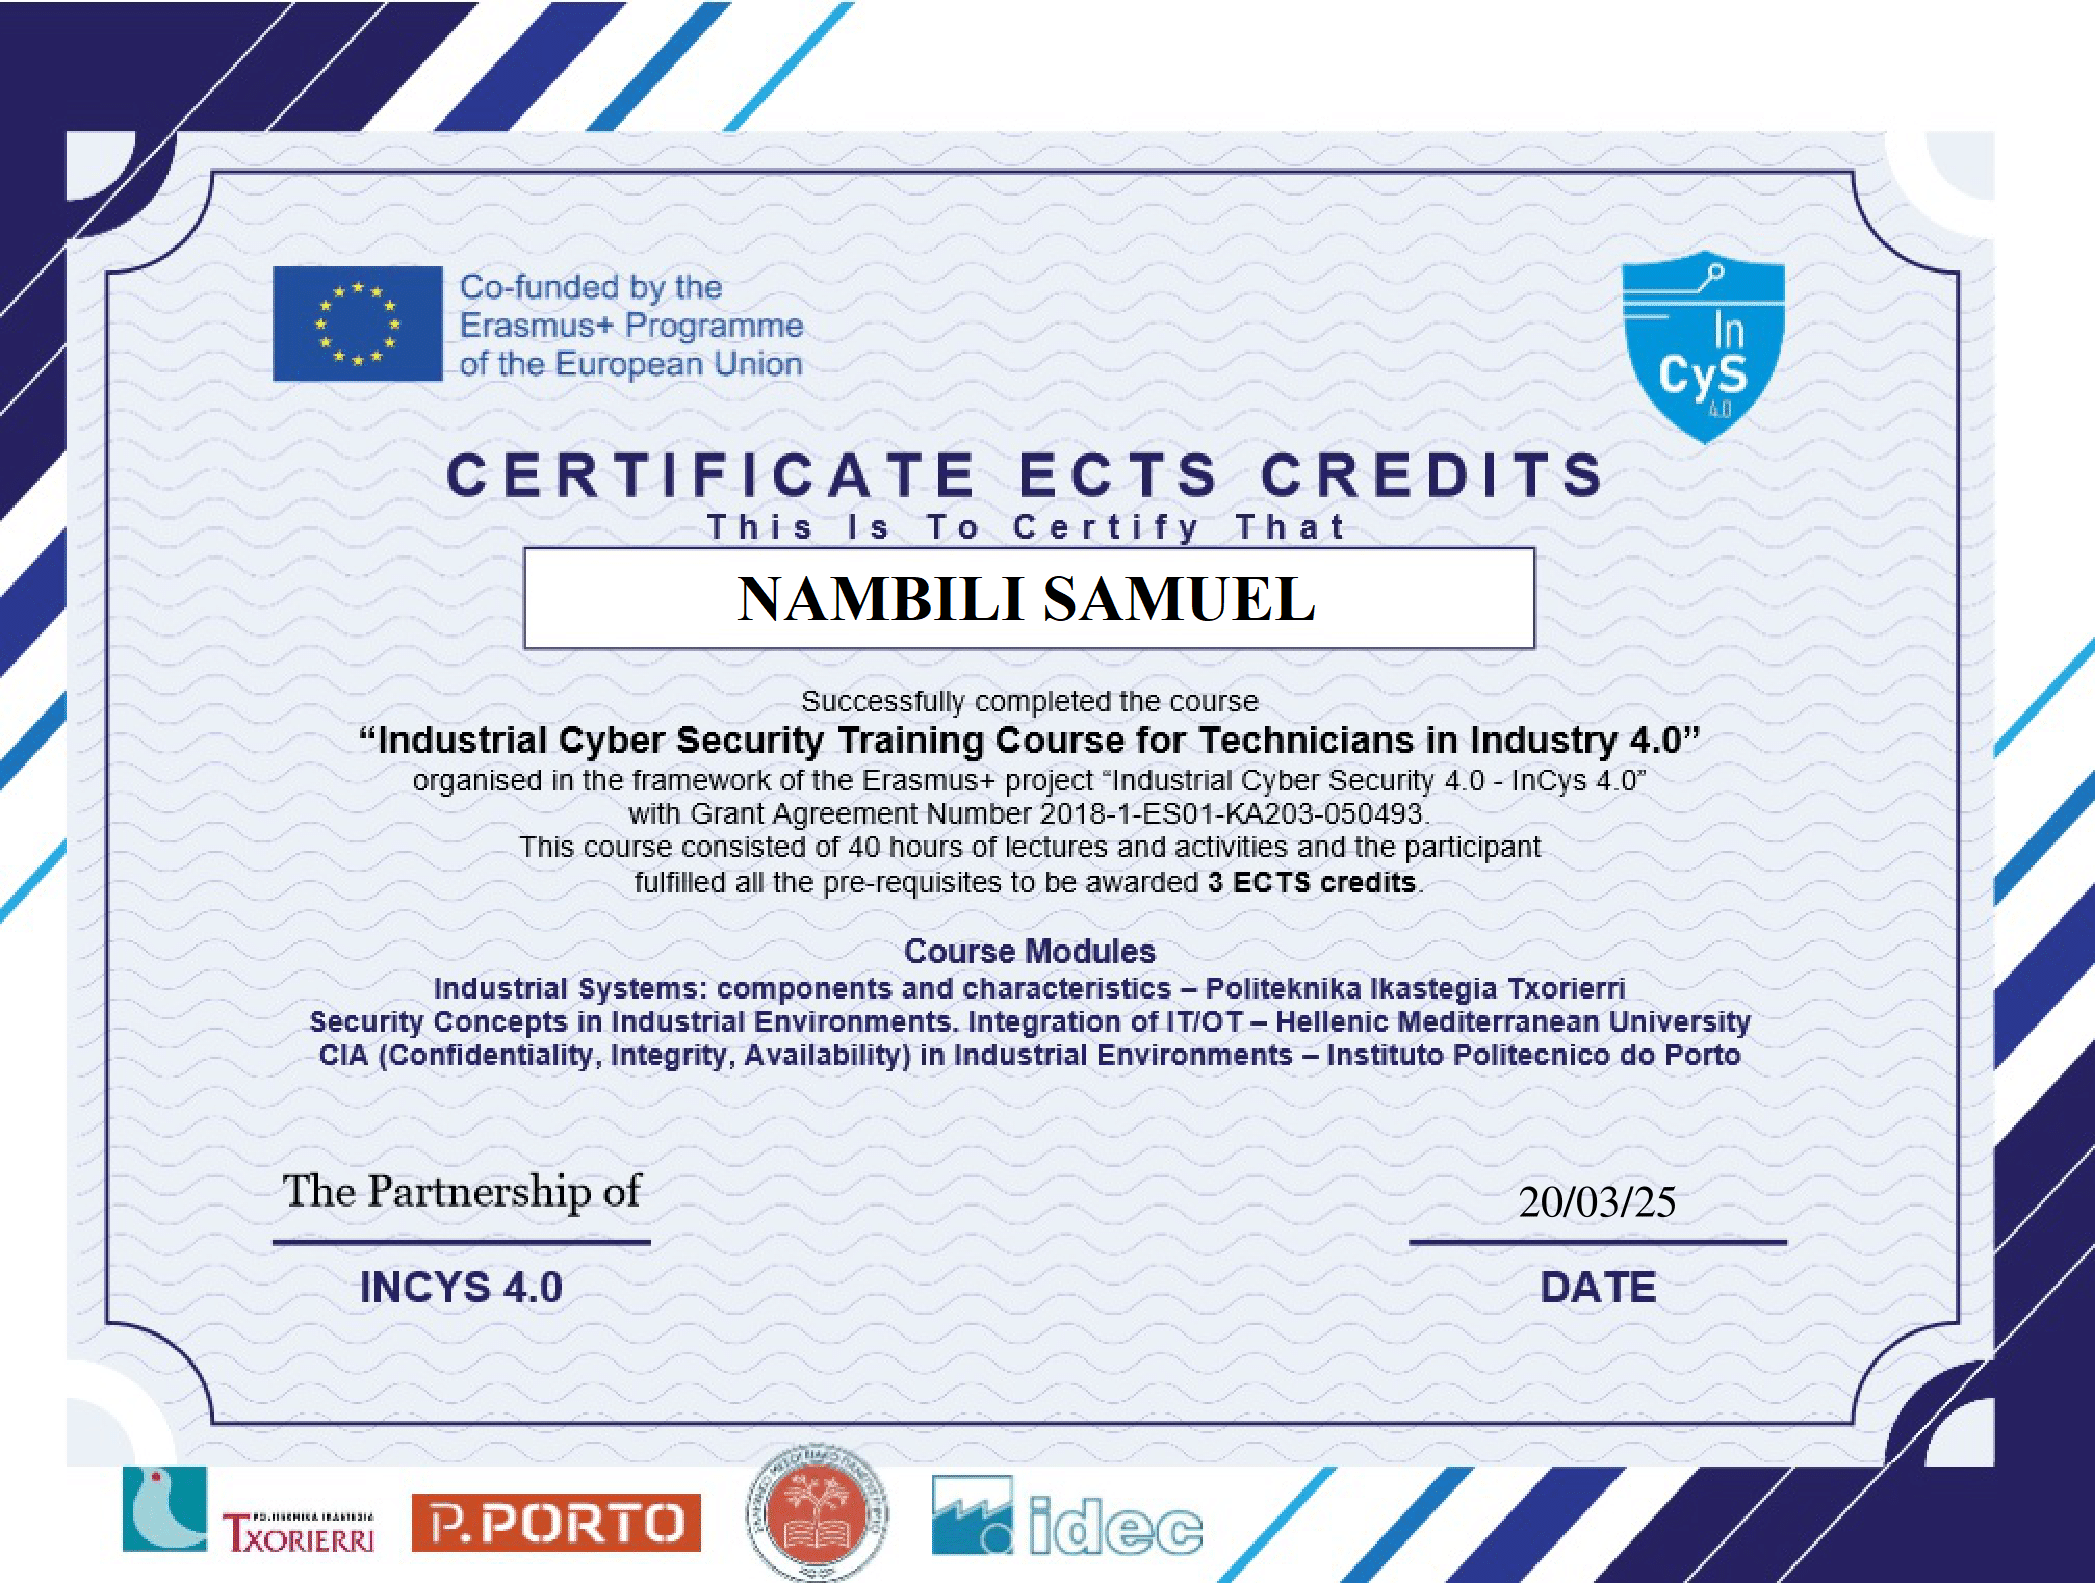 Co-funded by the
Erasmus+ Programme
of the European Union
In
CyS
4.0
CERTIFICATE ECTS CREDITS
This Is To Certify That
NAMBILI SAMUEL
Successfully completed the course
“Industrial Cyber Security Training Course for Technicians in Industry 4.0”
organised in the framework of the Erasmus+ project “Industrial Cyber Security 4.0 - InCys 4.0”
with Grant Agreement Number 2018-1-ES01-KA203-050493.
This course consisted of 40 hours of lectures and activities and the participant
fulfilled all the pre-requisites to be awarded 3 ECTS credits.
Course Modules
Industrial Systems: components and characteristics – Politeknika Ikastegia Txorierri
Security Concepts in Industrial Environments. Integration of IT/OT – Hellenic Mediterranean University
CIA (Confidentiality, Integrity, Availability) in Industrial Environments – Instituto Politecnico do Porto
The Partnership of
20/03/25
INCYS 4.0
DATE
POLITEKNIKA IKASTEGIA
TXORIERRI
P.PORTO
idec